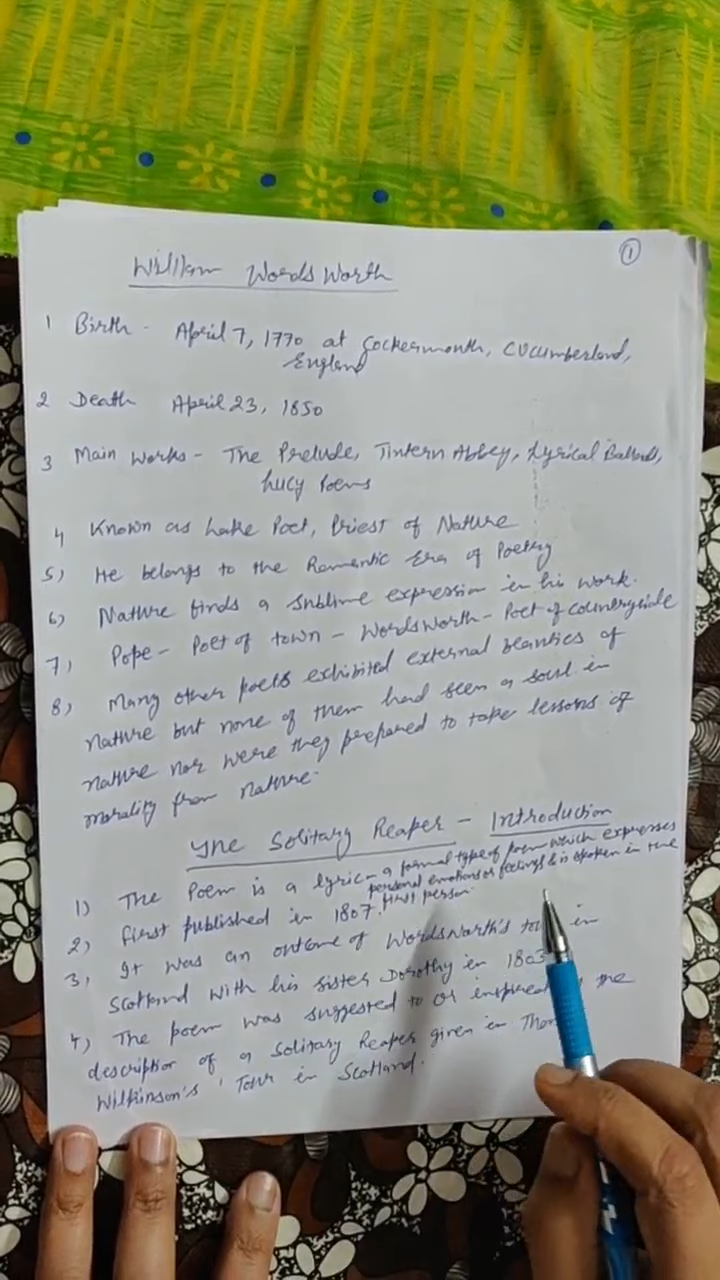 ①
William WordsWorth
1 Birth - April 7, 1770 at Cockermonth, CUcumberland,
England
2 Death April 23, 1850
3 Main Works - The Prelude, Tintern Abbey, Lyrical Ballads,
Lucy Poems
4 Known as Lake Poet, Priest of Nature
5) He belongs to the Romantic Era of Poetry
6) Nature finds a sublime expression in his work.
7) Pope - Poet of town - WordsWorth - Poet of Countryside
8) Many other poets exhibited external beauties of
nature but none of them had seen a soul in
nature nor were they prepared to take lessons of
morality from nature.
The Solitary Reaper - Introduction
1) The Poem is a lyric - a formal type of poem which expresses
personal emotions or feelings & is spoken in the
first person.
2) First published in 1807.
3) It was an outcome of WordsWorth's tour in
Scotland with his sister Dorothy in 1803
4) The poem was suggested to or inspired the
description of a Solitary Reaper given in
Wilkinson's 'Tour in Scotland.